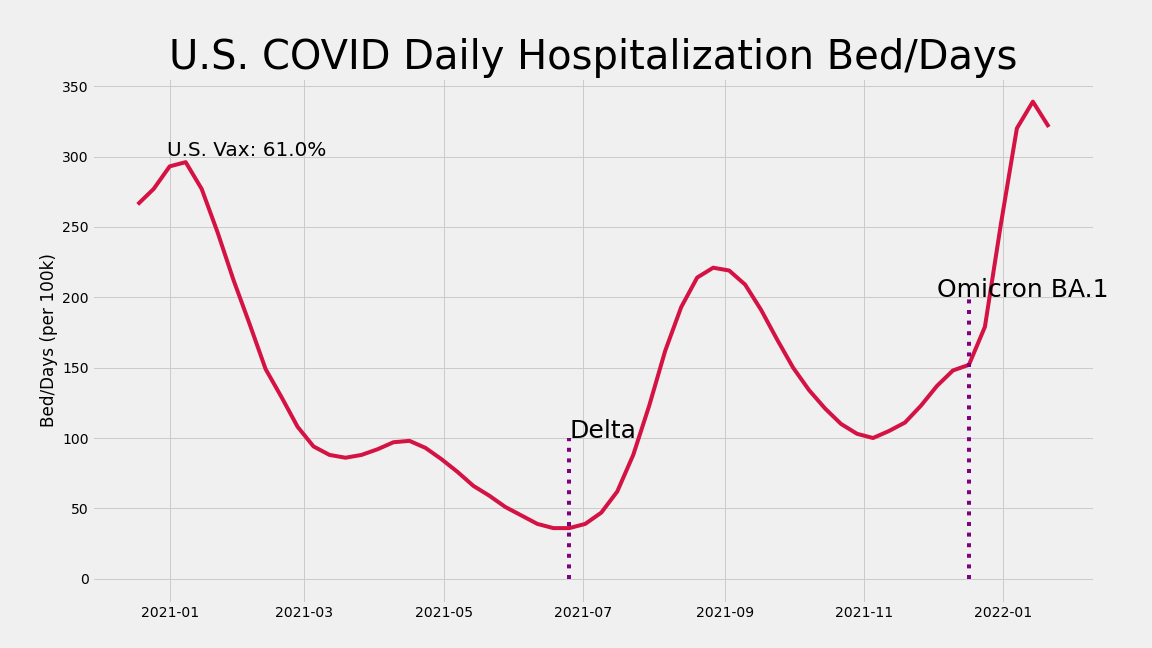 U.S. COVID Daily Hospitalization Bed/Days
350
U.S. Vax: 61.0%
300
250
Bed/Days (per 100k)
200
Omicron BA.1
150
100
Delta
50
0
2021-01 2021-03 2021-05 2021-07 2021-09 2021-11 2022-01